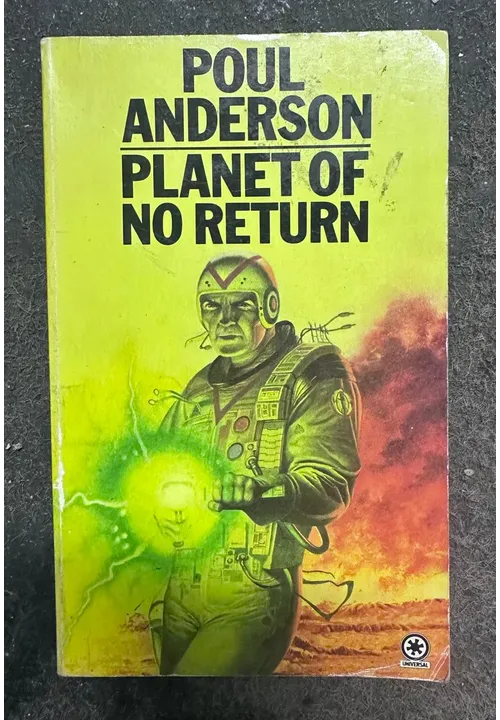 POUL
ANDERSON
PLANET OF
NO RETURN
UNIVERSAL